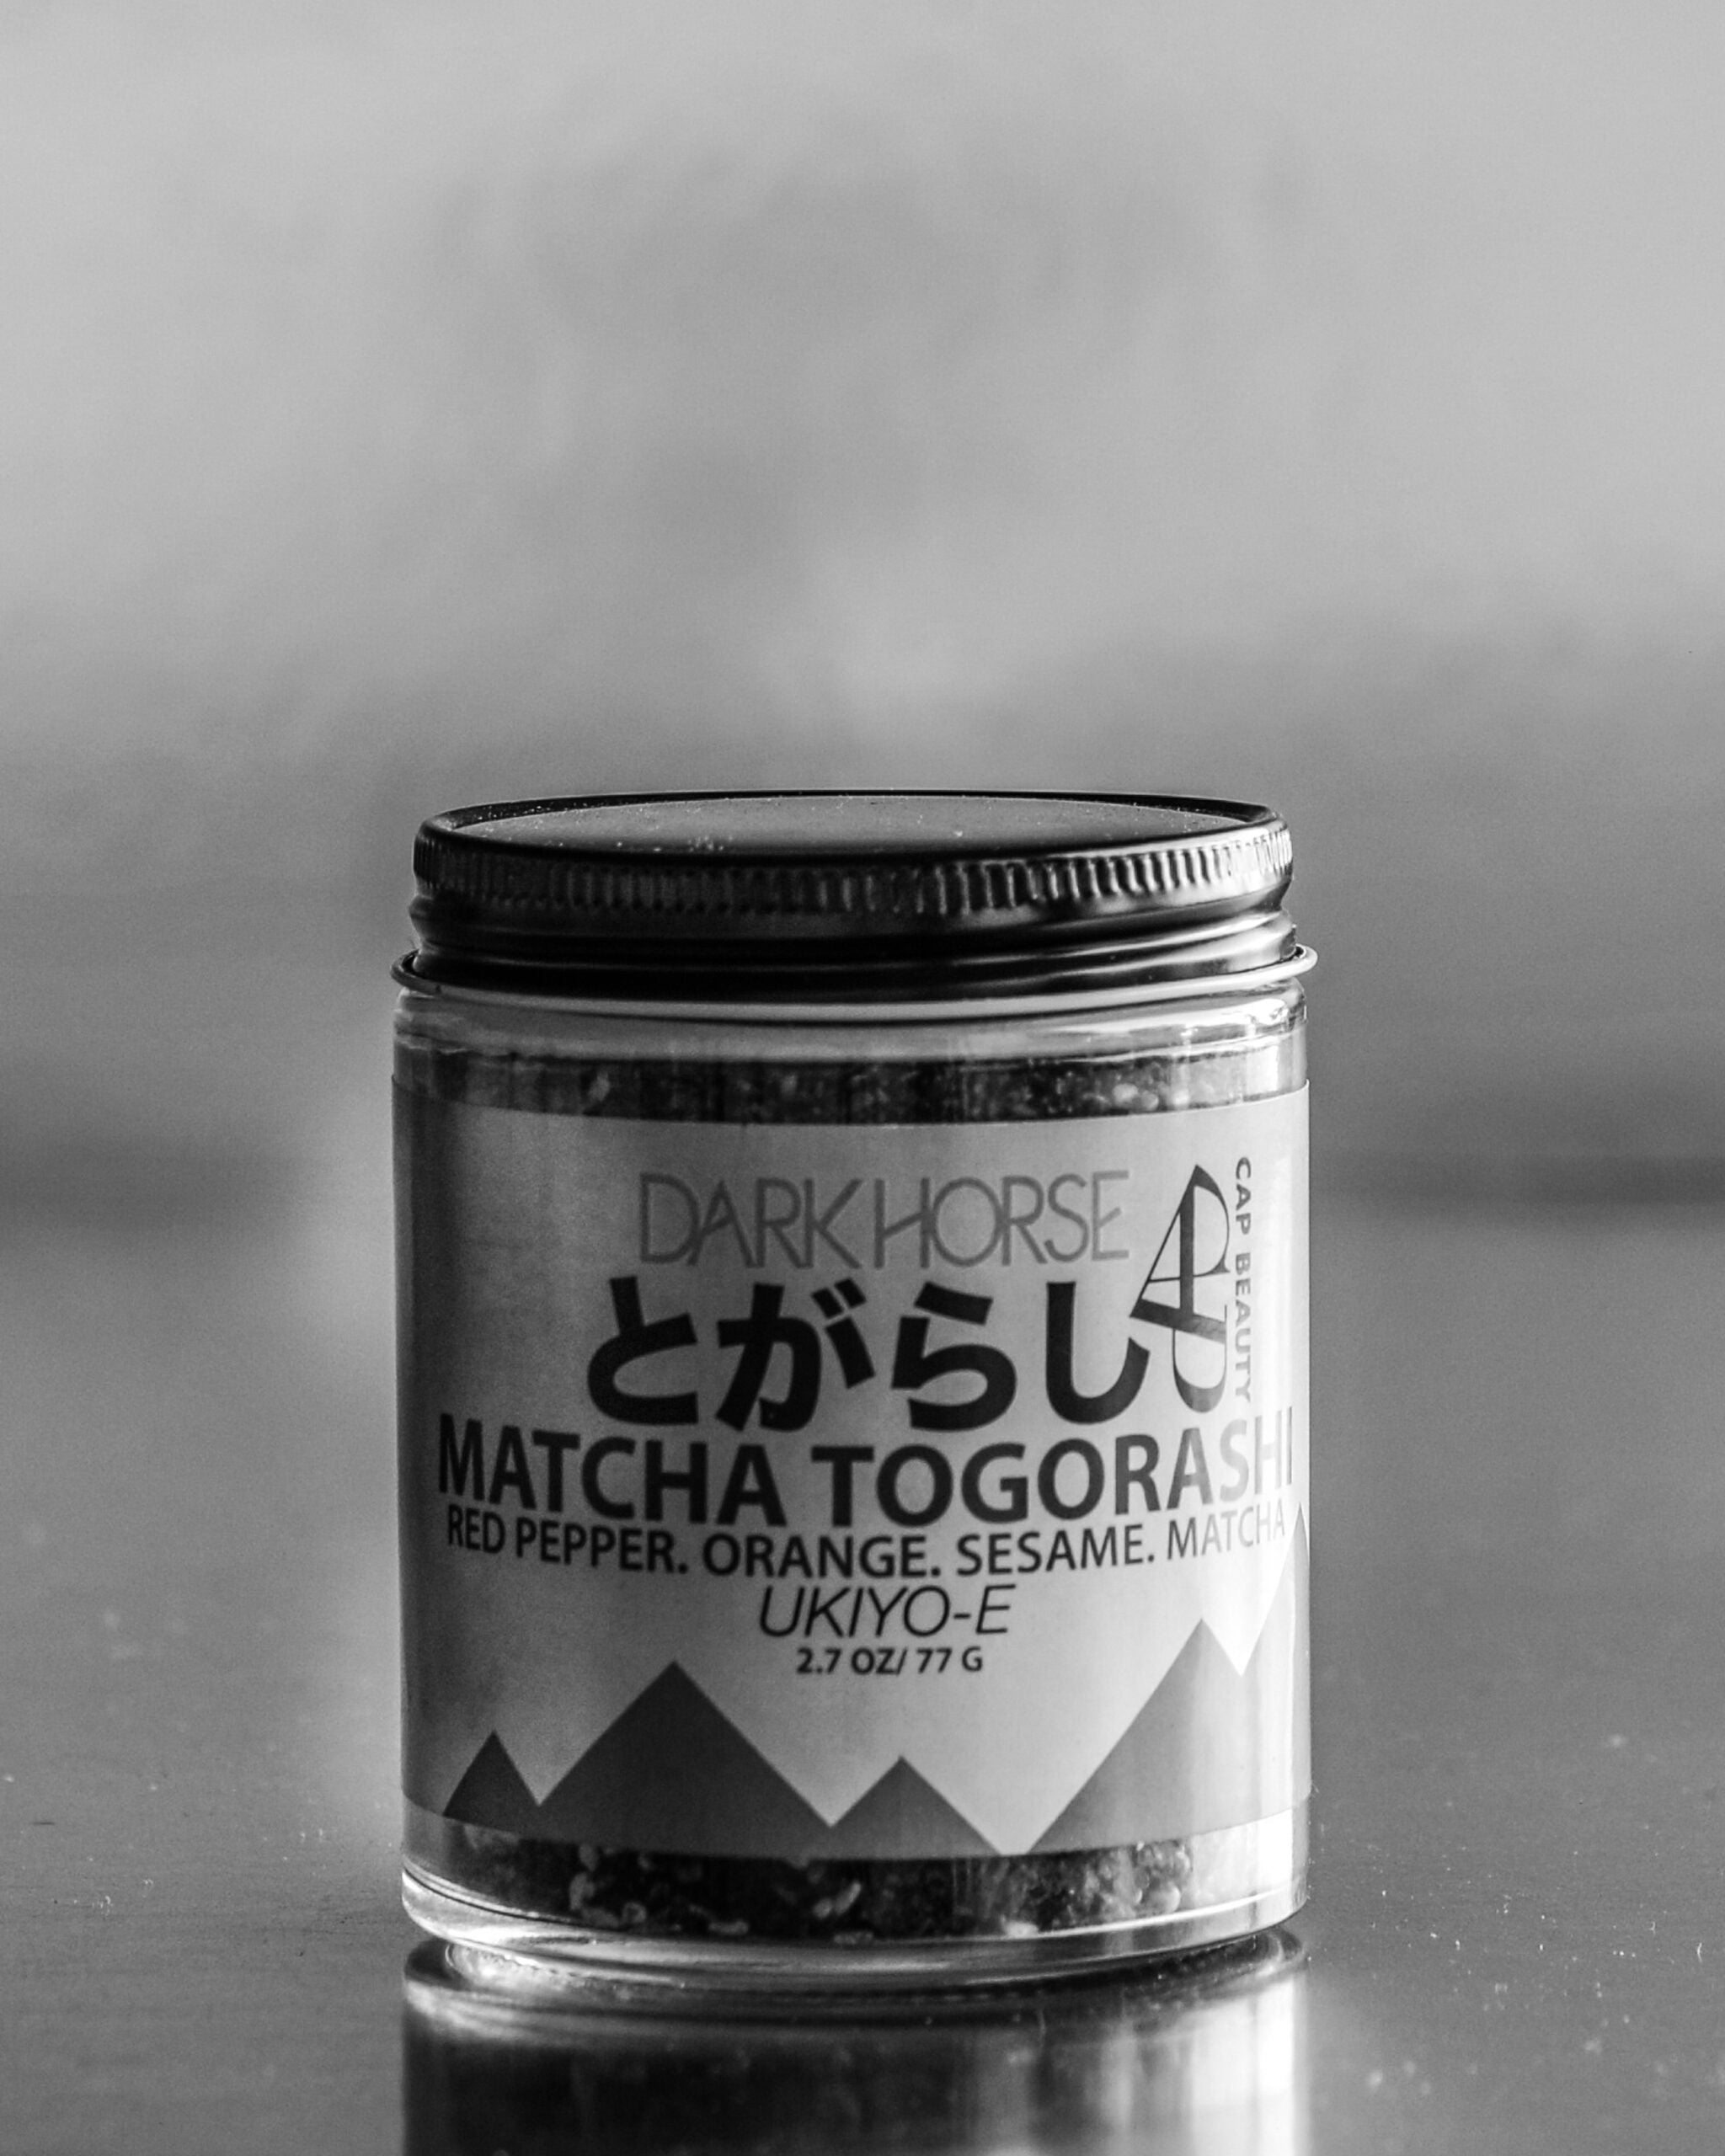 DARK HORSE
CAP BEAUTY
CAP
とがらし
MATCHA TOGORASHI
RED PEPPER. ORANGE. SESAME. MATCHA
UKIYO-E
2.7 OZ/ 77 G